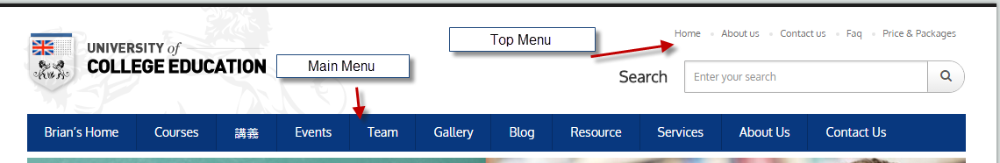 Home About us Contact us Faq Price & Packages
Top Menu
UNIVERSITY of
COLLEGE EDUCATION
Main Menu
Search Enter your search
Brian's Home Courses 講義 Events Team Gallery Blog Resource Services About Us Contact Us